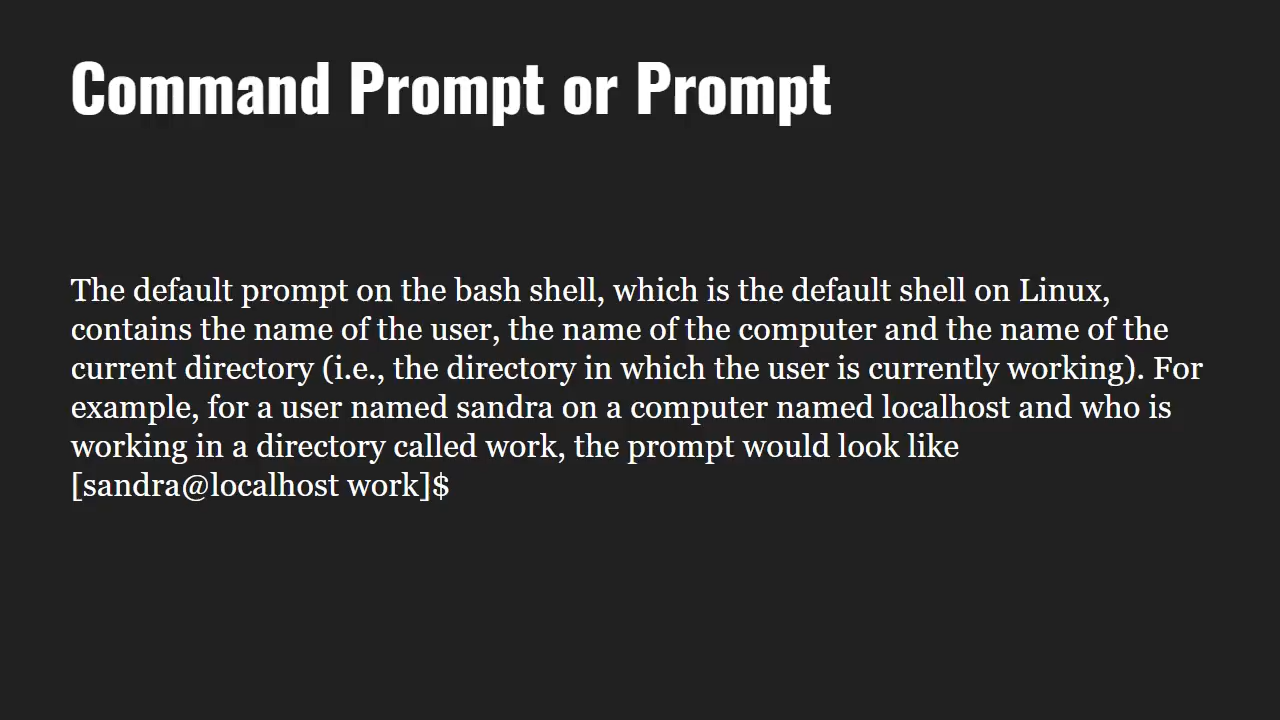 Command Prompt or Prompt
The default prompt on the bash shell, which is the default shell on Linux,
contains the name of the user, the name of the computer and the name of the
current directory (i.e., the directory in which the user is currently working). For
example, for a user named sandra on a computer named localhost and who is
working in a directory called work, the prompt would look like
[sandra@localhost work]$